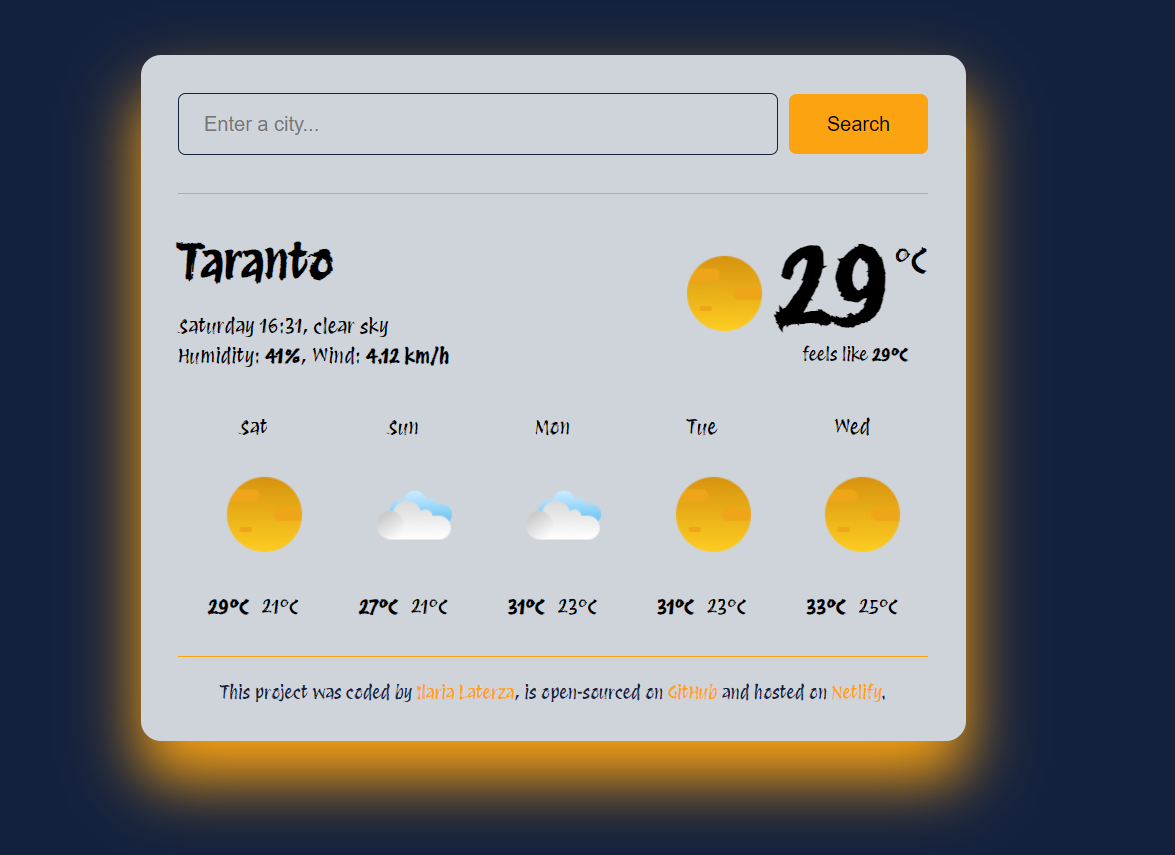 Enter a city...
Search
Taranto
29 °C
Saturday 16:31, clear sky
Humidity: 41%, Wind: 4.12 km/h
feels like 29°C
Sat Sun Mon Tue Wed
29°C 21°C 27°C 21°C 31°C 23°C 31°C 23°C 33°C 25°C
This project was coded by Ilaria Laterza, is open-sourced on GitHub and hosted on Netlify.